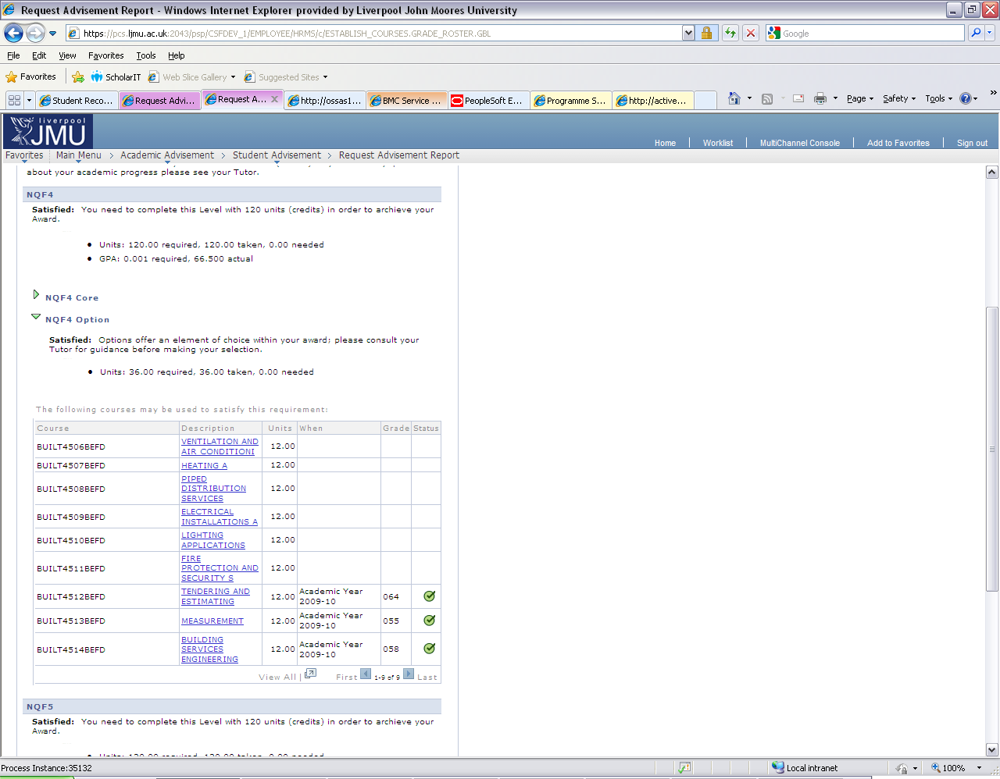 Request Advisement Report - Windows Internet Explorer provided by Liverpool John Moores University
https://pcs.ljmu.ac.uk:2043/psp/CSFDEV_1/EMPLOYEE/HRMS/c/ESTABLISH_COURSES.GRADE_ROSTER.GBL
Google
File Edit View Favorites Tools Help
Favorites ScholarIT Web Slice Gallery Suggested Sites
Student Reco... Request Advi... Request A... X http://ossas1... BMC Service ... PeopleSoft E... Programme S... http://active... Page Safety Tools »
liverpool
JMU
Home Worklist MultiChannel Console Add to Favorites Sign out
Favorites Main Menu > Academic Advisement > Student Advisement > Request Advisement Report
about your academic progress please see your Tutor.
NQF4
Satisfied: You need to complete this Level with 120 units (credits) in order to archieve your
Award.
• Units: 120.00 required, 120.00 taken, 0.00 needed
• GPA: 0.001 required, 66.500 actual
NQF4 Core
NQF4 Option
Satisfied: Options offer an element of choice within your award; please consult your
Tutor for guidance before making your selection.
• Units: 36.00 required, 36.00 taken, 0.00 needed
The following courses may be used to satisfy this requirement:
Course Description Units When Grade Status
BUILT4506BEFD VENTILATION AND 12.00
AIR CONDITIONI
BUILT4507BEFD HEATING A 12.00
PIPED
BUILT4508BEFD DISTRIBUTION 12.00
SERVICES
BUILT4509BEFD ELECTRICAL 12.00
INSTALLATIONS A
BUILT4510BEFD LIGHTING 12.00
APPLICATIONS
FIRE
BUILT4511BEFD PROTECTION AND 12.00
SECURITY S
BUILT4512BEFD TENDERING AND 12.00 Academic Year 064
ESTIMATING 2009-10
BUILT4513BEFD MEASUREMENT 12.00 Academic Year 055
2009-10
BUILDING
BUILT4514BEFD SERVICES 12.00 Academic Year 058
ENGINEERING 2009-10
View All | First 1-9 of 9 Last
NQF5
Satisfied: You need to complete this Level with 120 units (credits) in order to archieve your
Award.
• Units: 120.00 required, 120.00 taken, 0.00 needed
Process Instance:35132 Local intranet 100%